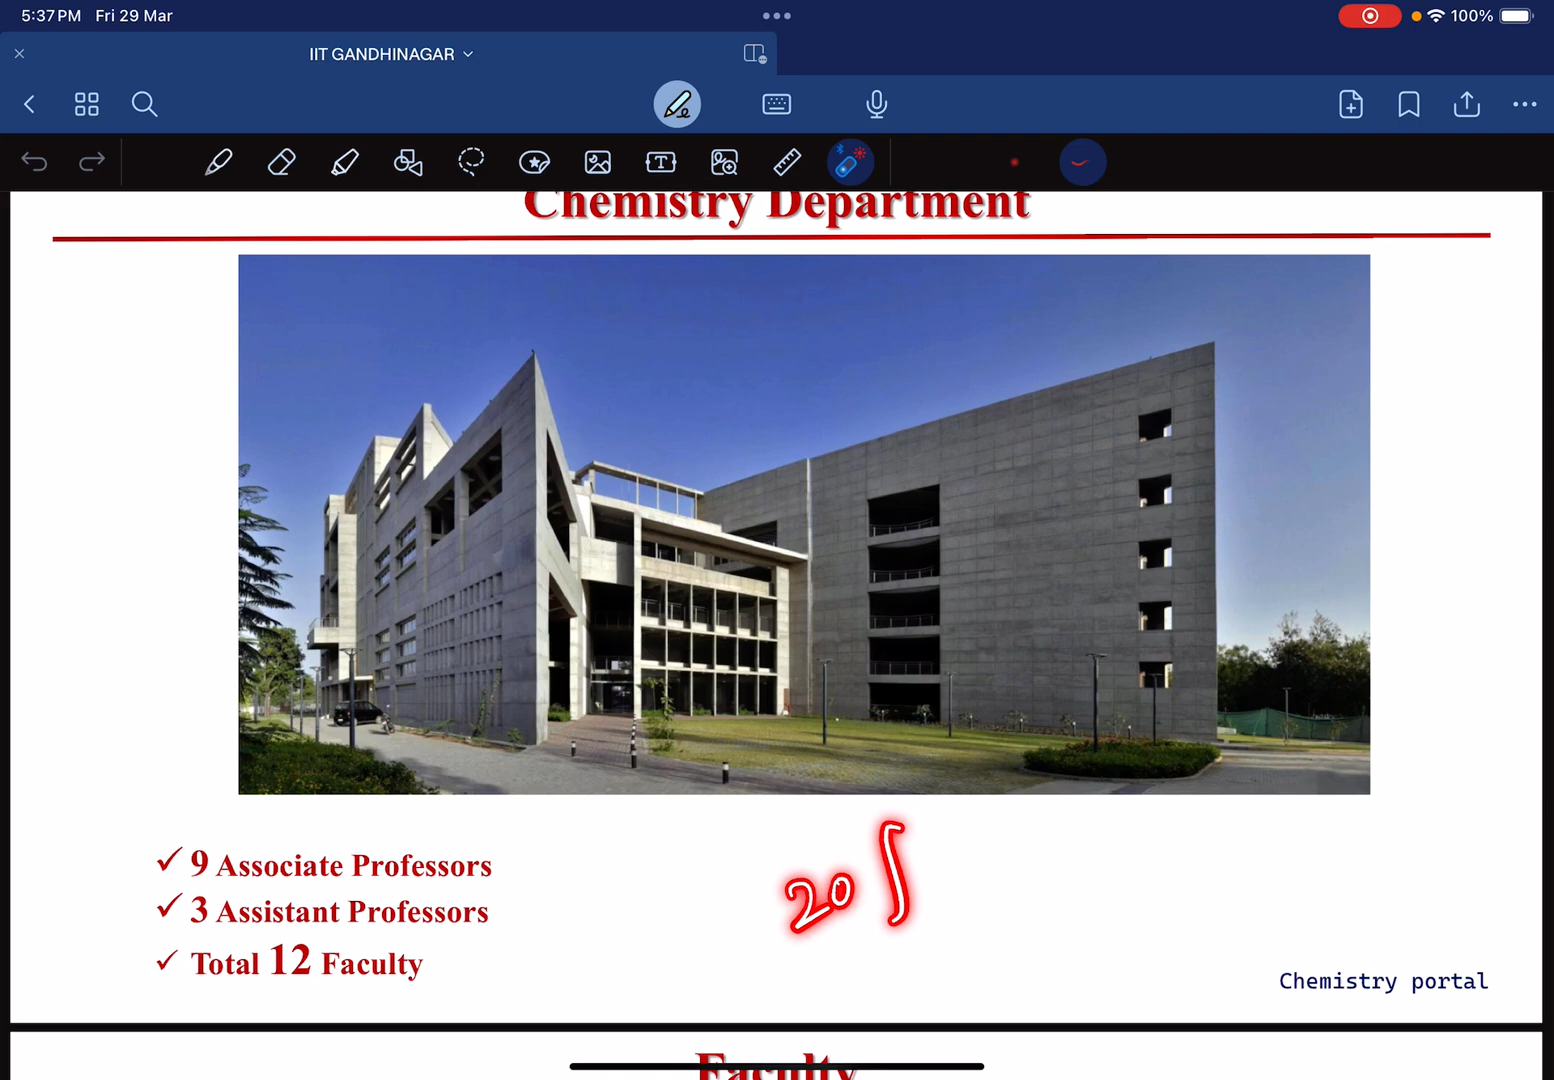 5:37 PM Fri 29 Mar
100%
IIT GANDHINAGAR
Chemistry Department
✓ 9 Associate Professors
✓ 3 Assistant Professors
✓ Total 12 Faculty
20
Chemistry portal
Faculty